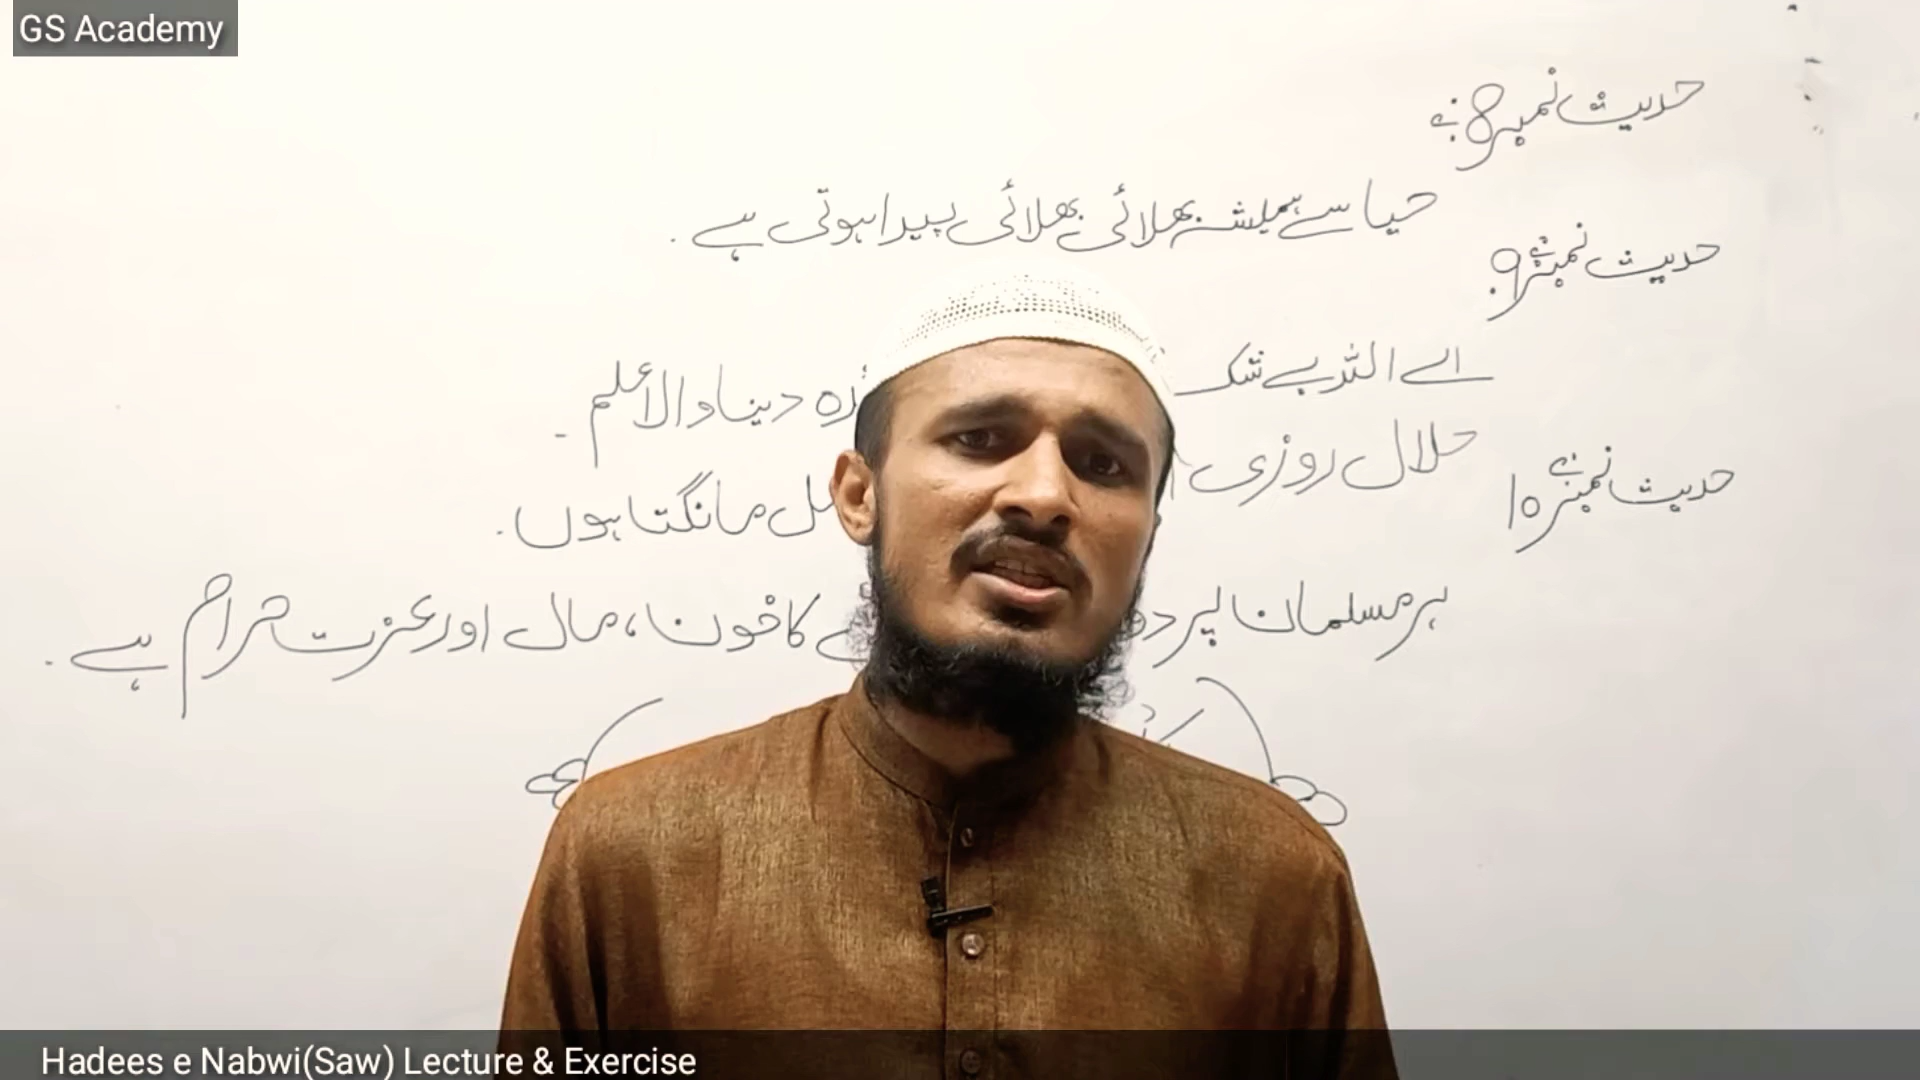 GS Academy
حدیث نمبر 8:
حیا سے ہمیشہ بھلائی بھلائی پیدا ہوتی ہے۔
حدیث نمبر 9:
اے اللہ بے شک دینا والا علم۔
حلال روزی مانگتا ہوں۔
حدیث نمبر 10:
ہر مسلمان پر کا خون، مال اور عزت حرام ہے۔
Hadees e Nabwi(Saw) Lecture & Exercise